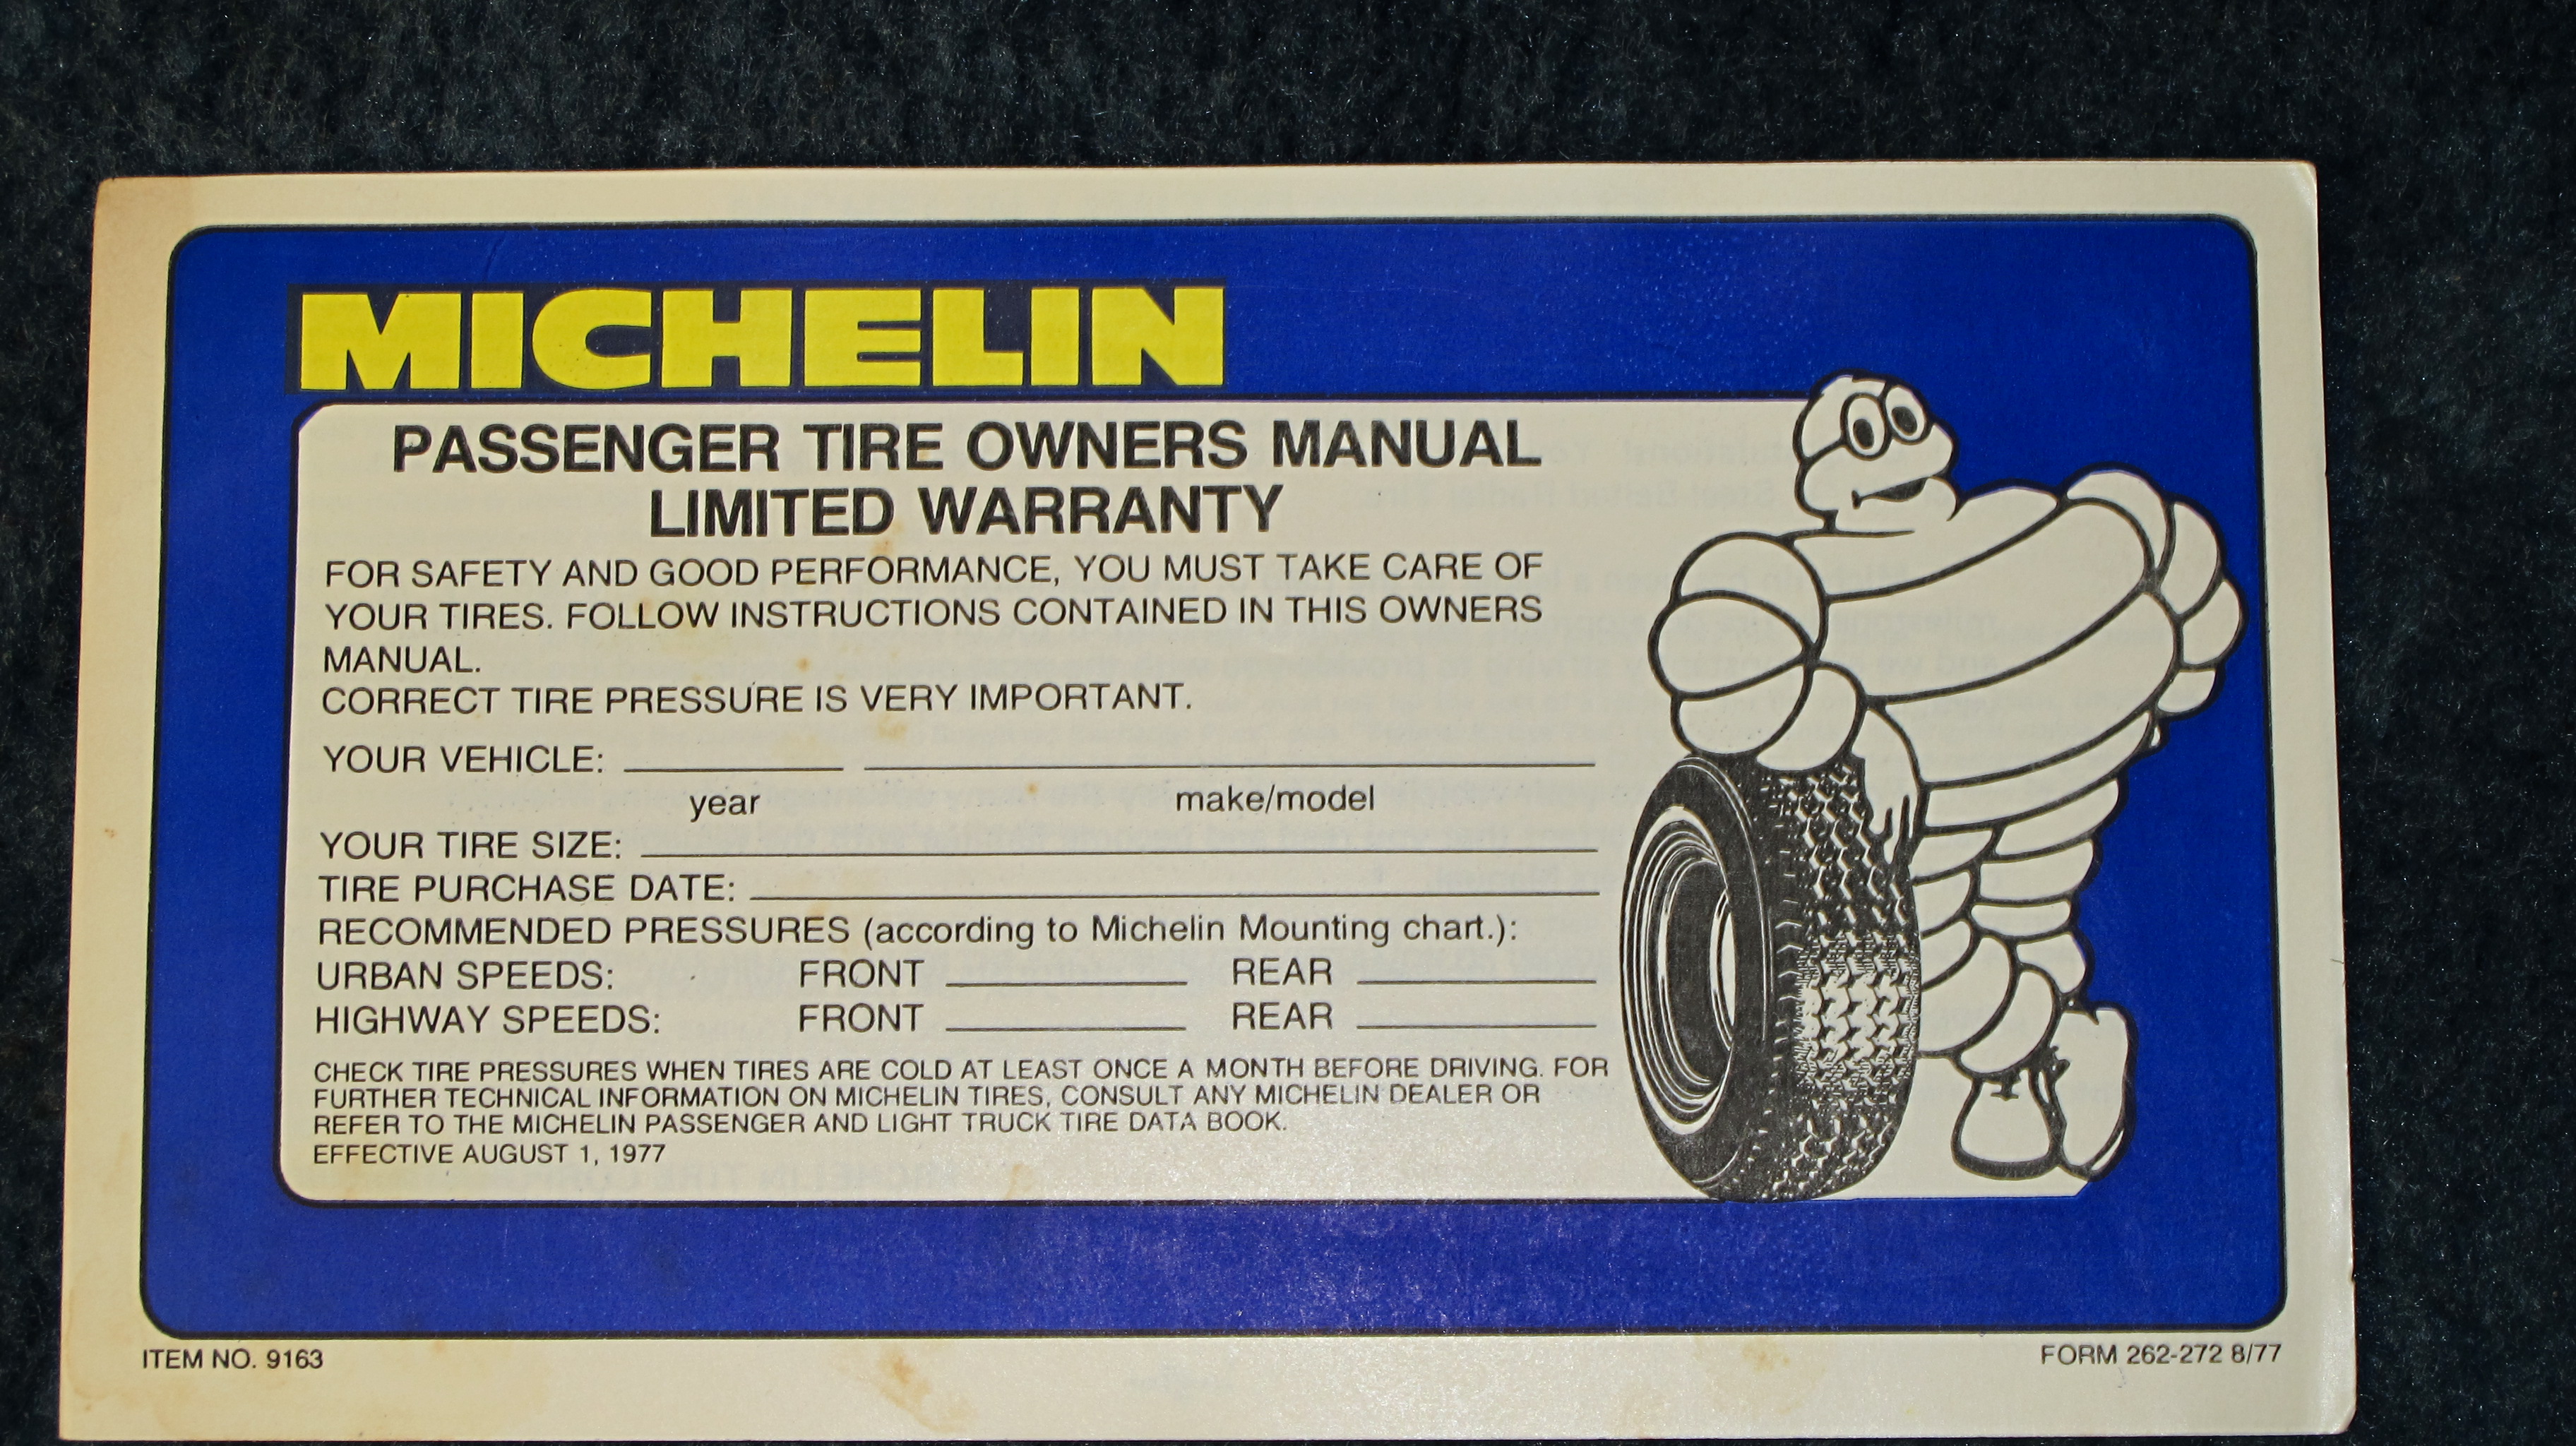 MICHELIN
PASSENGER TIRE OWNERS MANUAL
LIMITED WARRANTY
FOR SAFETY AND GOOD PERFORMANCE, YOU MUST TAKE CARE OF
YOUR TIRES. FOLLOW INSTRUCTIONS CONTAINED IN THIS OWNERS
MANUAL.
CORRECT TIRE PRESSURE IS VERY IMPORTANT.
YOUR VEHICLE:
year make/model
YOUR TIRE SIZE:
TIRE PURCHASE DATE:
RECOMMENDED PRESSURES (according to Michelin Mounting chart.):
URBAN SPEEDS: FRONT REAR
HIGHWAY SPEEDS: FRONT REAR
CHECK TIRE PRESSURES WHEN TIRES ARE COLD AT LEAST ONCE A MONTH BEFORE DRIVING. FOR
FURTHER TECHNICAL INFORMATION ON MICHELIN TIRES, CONSULT ANY MICHELIN DEALER OR
REFER TO THE MICHELIN PASSENGER AND LIGHT TRUCK TIRE DATA BOOK.
EFFECTIVE AUGUST 1, 1977
ITEM NO. 9163 FORM 262-272 8/77